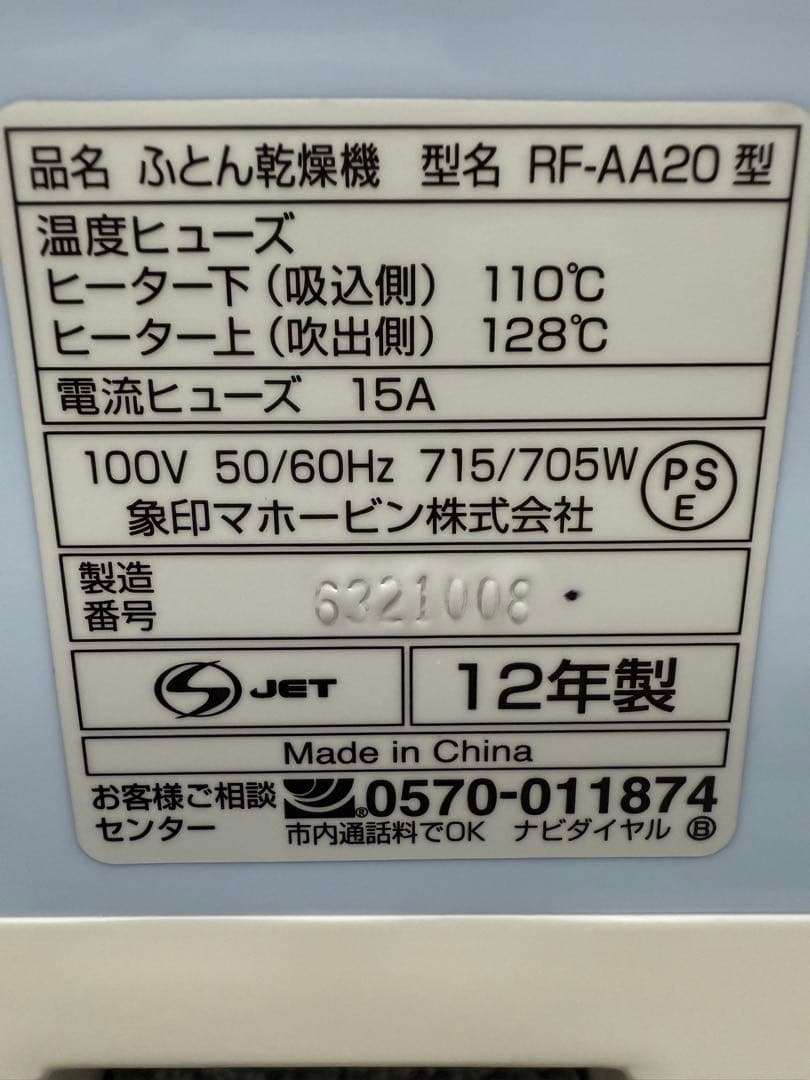 品名 ふとん乾燥機 型名 RF-AA20 型
温度ヒューズ
ヒーター下（吸込側） 110℃
ヒーター上（吹出側） 128℃
電流ヒューズ 15A
100V 50/60Hz 715/705W PSE
象印マホービン株式会社
製造番号 6321008
S JET 12年製
Made in China
お客様ご相談センター ®0570-011874
市内通話料でOK ナビダイヤル Ⓑ